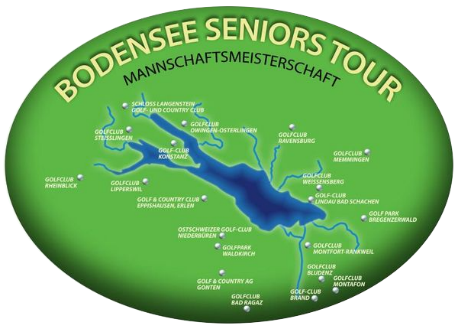 BODENSEE SENIORS TOUR
MANNSCHAFTSMEISTERSCHAFT
SCHLOSS LANGENSTEIN
GOLF- UND COUNTRY CLUB
GOLFCLUB
OWINGEN-ÜBERLINGEN
GOLFCLUB
STEISSLINGEN
GOLF-CLUB
KONSTANZ
GOLFCLUB
RAVENSBURG
GOLFCLUB
MEMMINGEN
GOLFCLUB
RHEINBLICK
GOLFCLUB
LIPPERSWIL
GOLFCLUB
WEISSENSBERG
GOLF & COUNTRY CLUB
EPPISHAUSEN, ERLEN
GOLF-CLUB
LINDAU BAD SCHACHEN
GOLF PARK
BREGENZERWALD
OSTSCHWEIZER GOLF-CLUB
NIEDERBÜREN
GOLFPARK
WALDKIRCH
GOLFCLUB
MONTFORT-RANKWEIL
GOLF & COUNTRY AG
GONTEN
GOLFCLUB
BLUDENZ
GOLFCLUB
MONTAFON
GOLFCLUB
BAD RAGAZ
GOLF-CLUB
BRAND